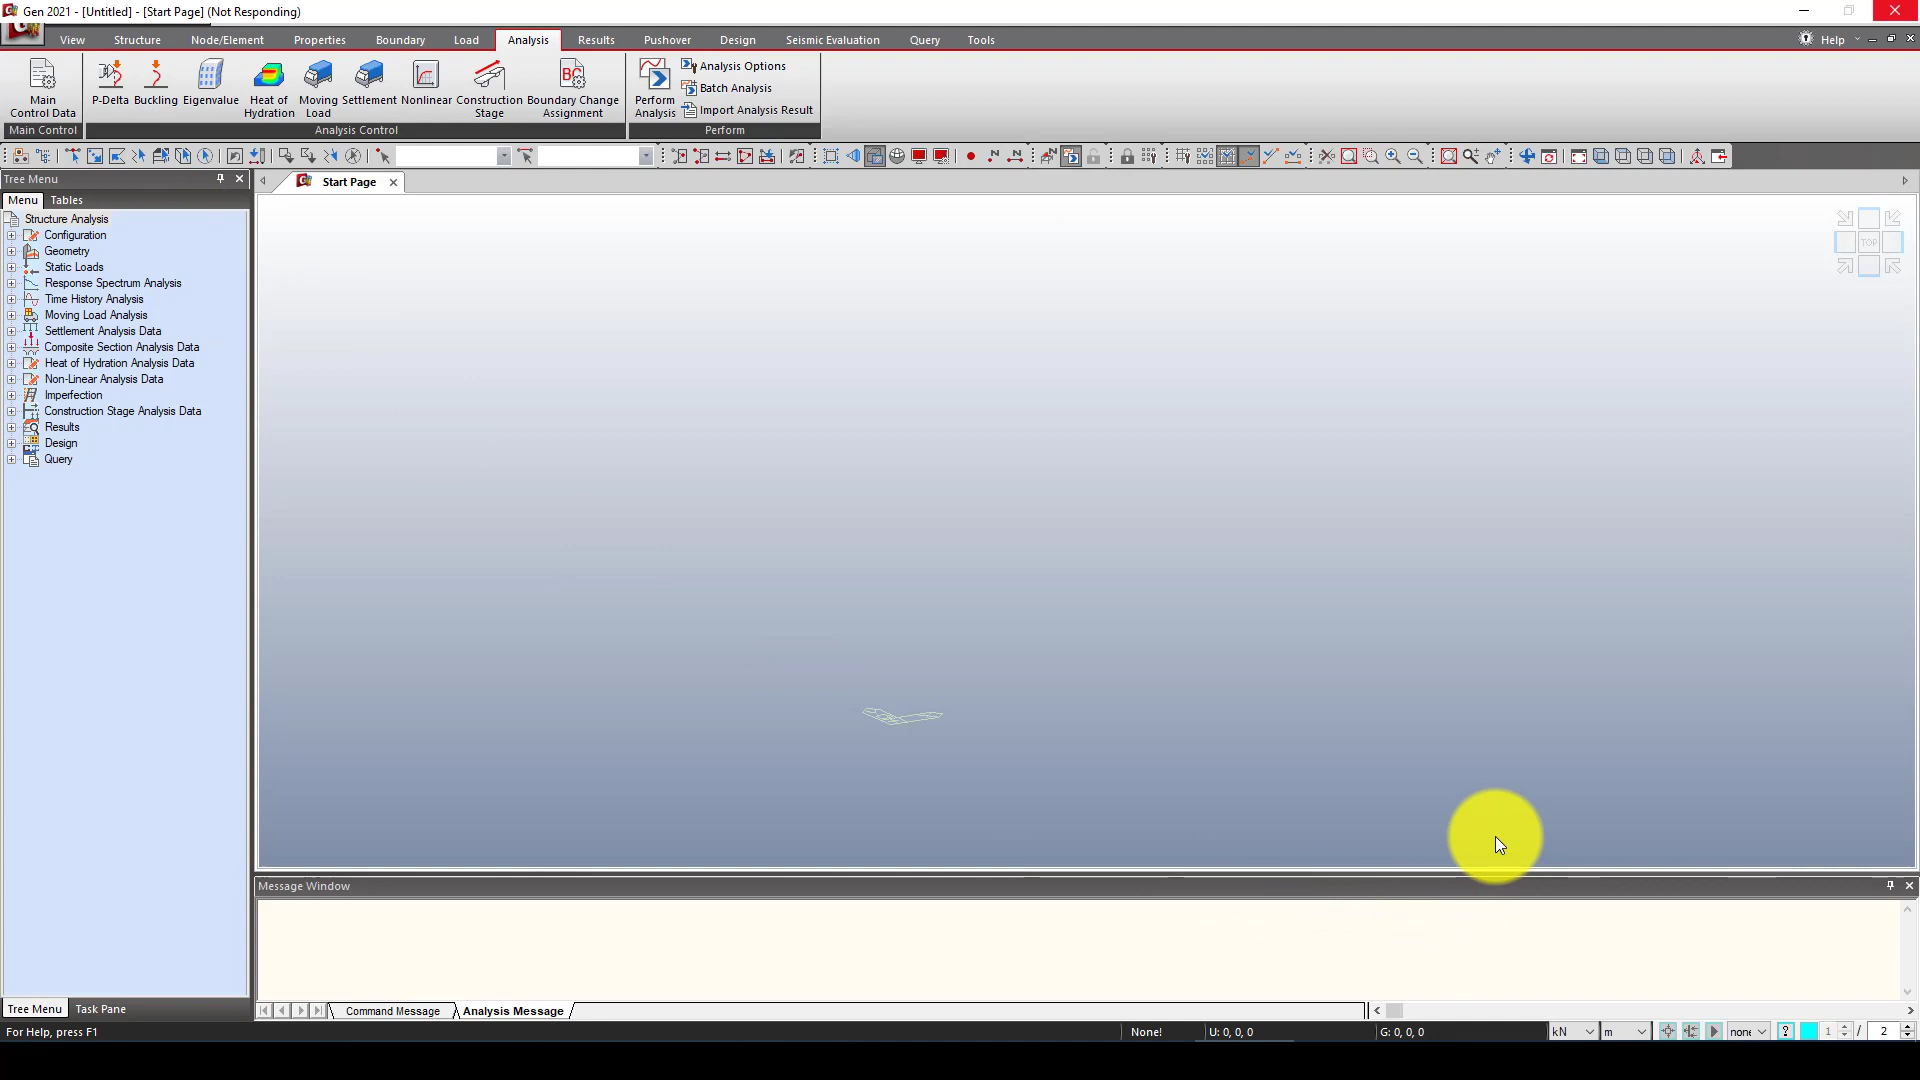 Gen 2021 - [Untitled] - [Start Page] (Not Responding)
View Structure Node/Element Properties Boundary Load Analysis Results Pushover Design Seismic Evaluation Query Tools Help
Main Control Data
P-Delta
Buckling
Eigenvalue
Heat of Hydration
Moving Load
Settlement
Nonlinear
Construction Stage
Boundary Change Assignment
Perform Analysis
Analysis Options
Batch Analysis
Import Analysis Result
Main Control
Analysis Control
Perform
Tree Menu
Start Page
Menu Tables
Structure Analysis
Configuration
Geometry
Static Loads
Response Spectrum Analysis
Time History Analysis
Moving Load Analysis
Settlement Analysis Data
Composite Section Analysis Data
Heat of Hydration Analysis Data
Non-Linear Analysis Data
Imperfection
Construction Stage Analysis Data
Results
Design
Query
TOP
Message Window
Tree Menu Task Pane
Command Message Analysis Message
For Help, press F1
None!
U: 0, 0, 0
G: 0, 0, 0
kN
m
none
? 1 / 2